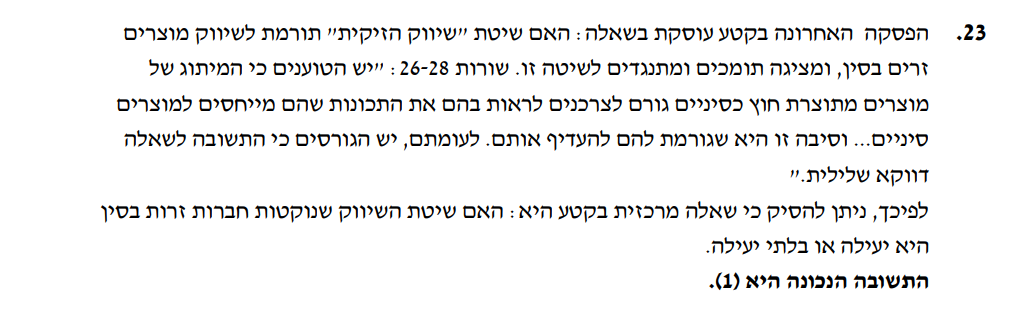 23. הפסקה האחרונה בקטע עוסקת בשאלה: האם שיטת "שיווק הזיקית" תורמת לשיווק מוצרים
זרים בסין, ומציגה תומכים ומתנגדים לשיטה זו. שורות 26-28: "יש הטוענים כי המיתוג של
מוצרים מתוצרת חוץ כסיניים גורם לצרכנים לראות בהם את התכונות שהם מייחסים למוצרים
סיניים... וסיבה זו היא שגורמת להם להעדיף אותם. לעומתם, יש הגורסים כי התשובה לשאלה
דווקא שלילית."
לפיכך, ניתן להסיק כי שאלה מרכזית בקטע היא: האם שיטת השיווק שנוקטות חברות זרות בסין
היא יעילה או בלתי יעילה.
התשובה הנכונה היא (1).